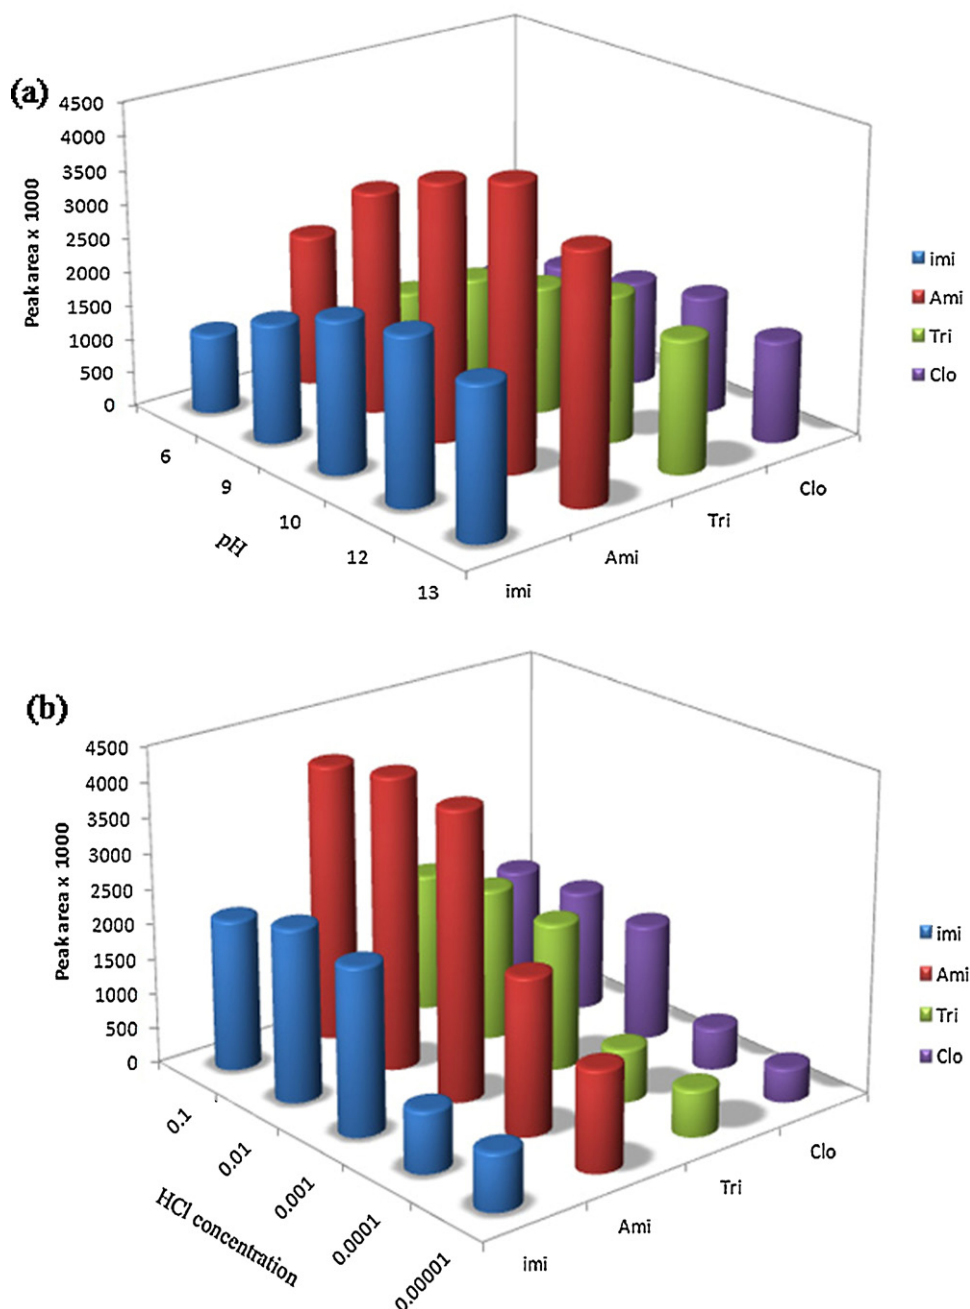 (a)
4500
4000
3500
3000
2500
2000
1500
1000
500
0
Peak area x 1000
6
9
10
12
13
pH
imi
Ami
Tri
Clo
imi
Ami
Tri
Clo
(b)
4500
4000
3500
3000
2500
2000
1500
1000
500
0
Peak area x 1000
0.1
0.01
0.001
0.0001
0.00001
HCl concentration
imi
Ami
Tri
Clo
imi
Ami
Tri
Clo